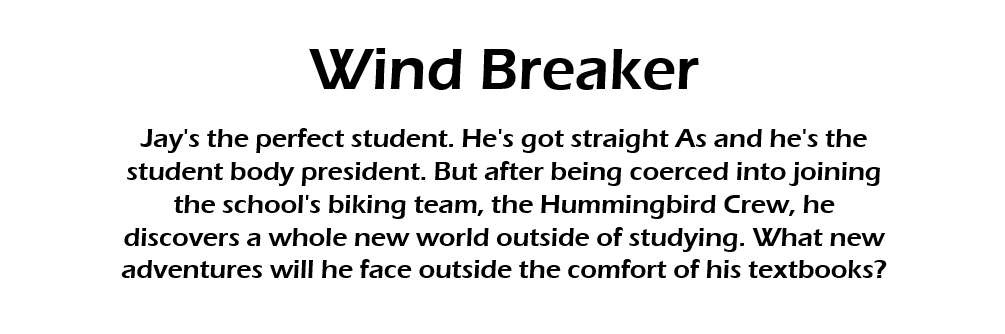 Wind Breaker
Jay's the perfect student. He's got straight As and he's the
student body president. But after being coerced into joining
the school's biking team, the Hummingbird Crew, he
discovers a whole new world outside of studying. What new
adventures will he face outside the comfort of his textbooks?